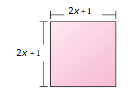 2x + 1
2x + 1